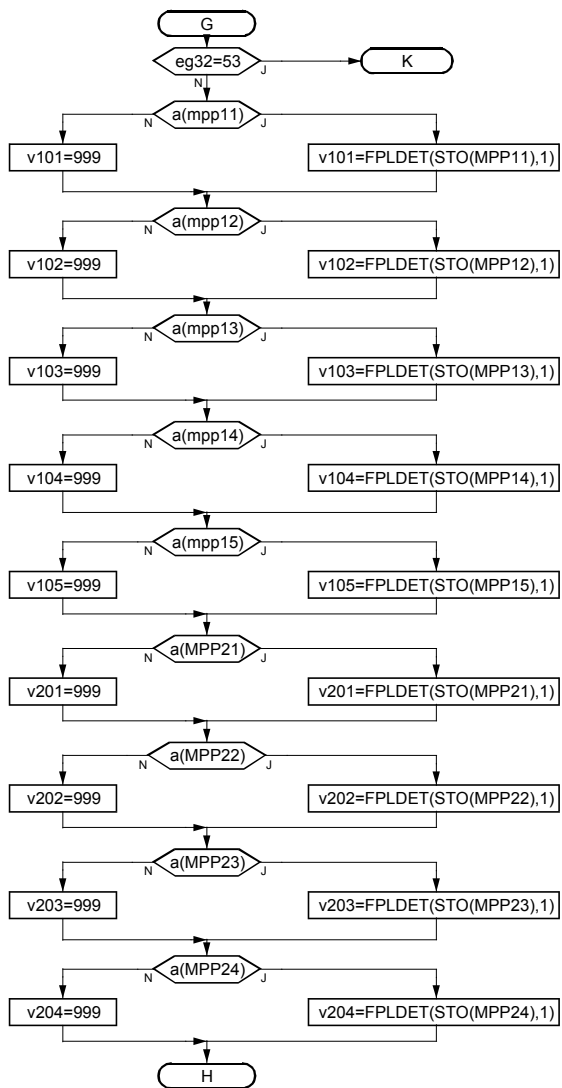 G
eg32=53
K
J
N
a(mpp11)
N
J
v101=999
v101=FPLDET(STO(MPP11),1)
a(mpp12)
N
J
v102=999
v102=FPLDET(STO(MPP12),1)
a(mpp13)
N
J
v103=999
v103=FPLDET(STO(MPP13),1)
a(mpp14)
N
J
v104=999
v104=FPLDET(STO(MPP14),1)
a(mpp15)
N
J
v105=999
v105=FPLDET(STO(MPP15),1)
a(MPP21)
N
J
v201=999
v201=FPLDET(STO(MPP21),1)
a(MPP22)
N
J
v202=999
v202=FPLDET(STO(MPP22),1)
a(MPP23)
N
J
v203=999
v203=FPLDET(STO(MPP23),1)
a(MPP24)
N
J
v204=999
v204=FPLDET(STO(MPP24),1)
H